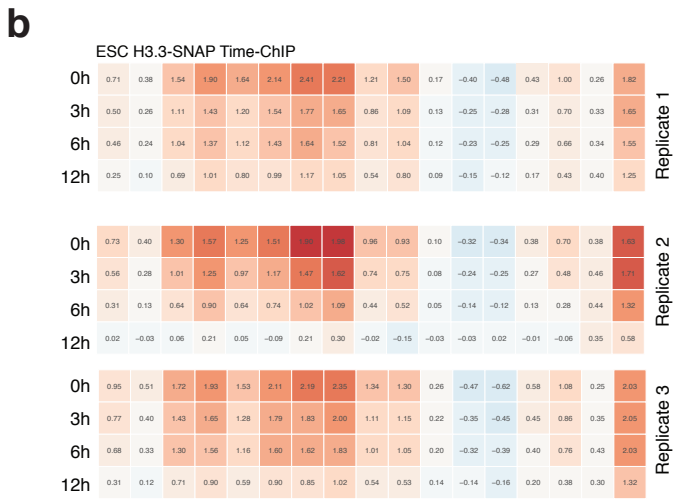 b
ESC H3.3-SNAP Time-ChIP
0h 0.71 0.38 1.54 1.90 1.64 2.14 2.41 2.21 1.21 1.50 0.17 −0.40 −0.48 0.43 1.00 0.26 1.82
3h 0.50 0.26 1.11 1.43 1.20 1.54 1.77 1.65 0.86 1.09 0.13 −0.25 −0.28 0.31 0.70 0.33 1.65
6h 0.46 0.24 1.04 1.37 1.12 1.43 1.64 1.52 0.81 1.04 0.12 −0.23 −0.25 0.29 0.66 0.34 1.55
12h 0.25 0.10 0.69 1.01 0.80 0.99 1.17 1.05 0.54 0.80 0.09 −0.15 −0.12 0.17 0.43 0.40 1.25
Replicate 1
0h 0.73 0.40 1.30 1.57 1.25 1.51 0.96 0.93 0.10 −0.32 −0.34 0.38 0.70 0.38 1.63
3h 0.56 0.28 1.01 1.25 0.97 1.17 1.47 1.62 0.74 0.75 0.08 −0.24 −0.25 0.27 0.48 0.46 1.71
6h 0.31 0.13 0.64 0.90 0.64 0.74 1.02 1.09 0.44 0.52 0.05 −0.14 −0.12 0.13 0.28 0.44 1.32
12h 0.02 −0.03 0.06 0.21 0.05 −0.09 0.21 0.30 −0.02 −0.15 −0.03 −0.03 0.02 −0.01 −0.06 0.35 0.58
Replicate 2
0h 0.95 0.51 1.72 1.93 1.53 2.11 2.19 2.35 1.34 1.30 0.26 −0.47 −0.62 0.58 1.08 0.25 2.03
3h 0.77 0.40 1.43 1.65 1.28 1.79 1.83 2.00 1.11 1.15 0.22 −0.35 −0.45 0.45 0.86 0.35 2.05
6h 0.68 0.33 1.30 1.56 1.16 1.60 1.62 1.83 1.01 1.05 0.20 −0.32 −0.39 0.40 0.76 0.43 2.03
12h 0.31 0.12 0.71 0.90 0.59 0.90 0.85 1.02 0.54 0.53 0.14 −0.14 −0.16 0.20 0.38 0.30 1.32
Replicate 3